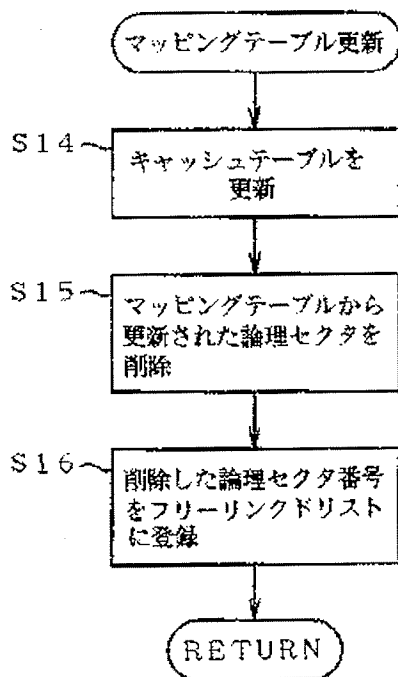 マッピングテーブル更新
S14
キャッシュテーブルを
更新
S15
マッピングテーブルから
更新された論理セクタを
削除
S16
削除した論理セクタ番号
をフリーリンクドリスト
に登録
RETURN